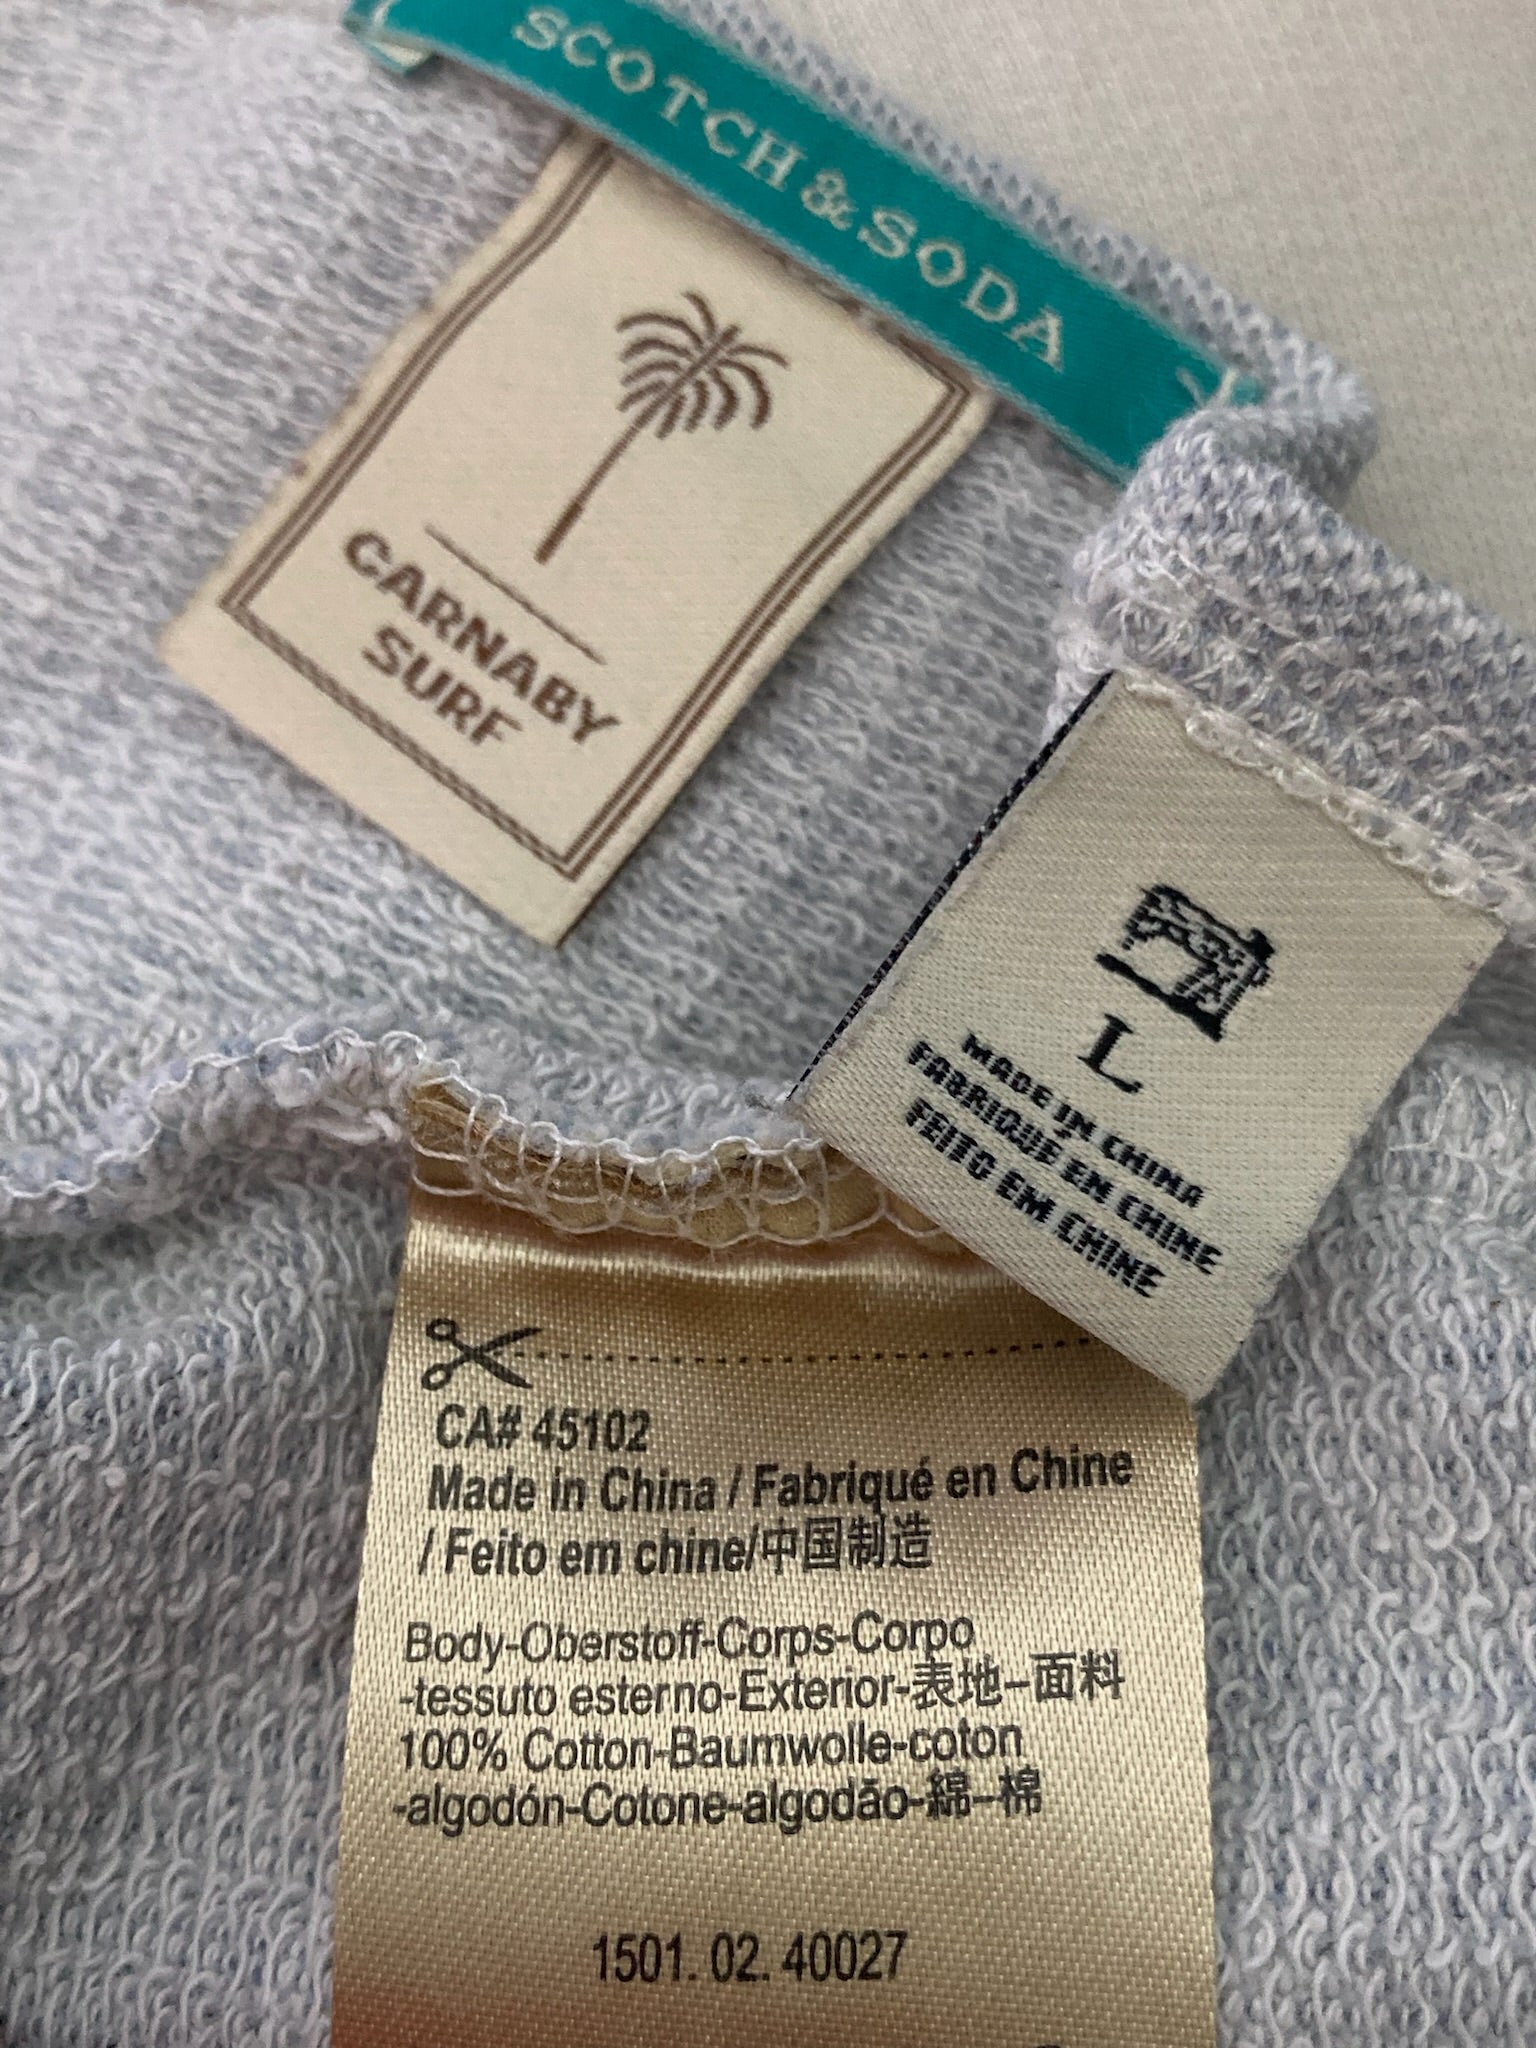 SCOTCH & SODA
CARNABY
SURF
L
MADE IN CHINA
FABRIQUÉ EN CHINE
FEITO EM CHINE
CA# 45102
Made in China / Fabriqué en Chine
/ Feito em chine/中国制造
Body-Oberstoff-Corps-Corpo
-tessuto esterno-Exterior-表地-面料
100% Cotton-Baumwolle-coton
-algodón-Cotone-algodão-綿-棉
1501. 02. 40027